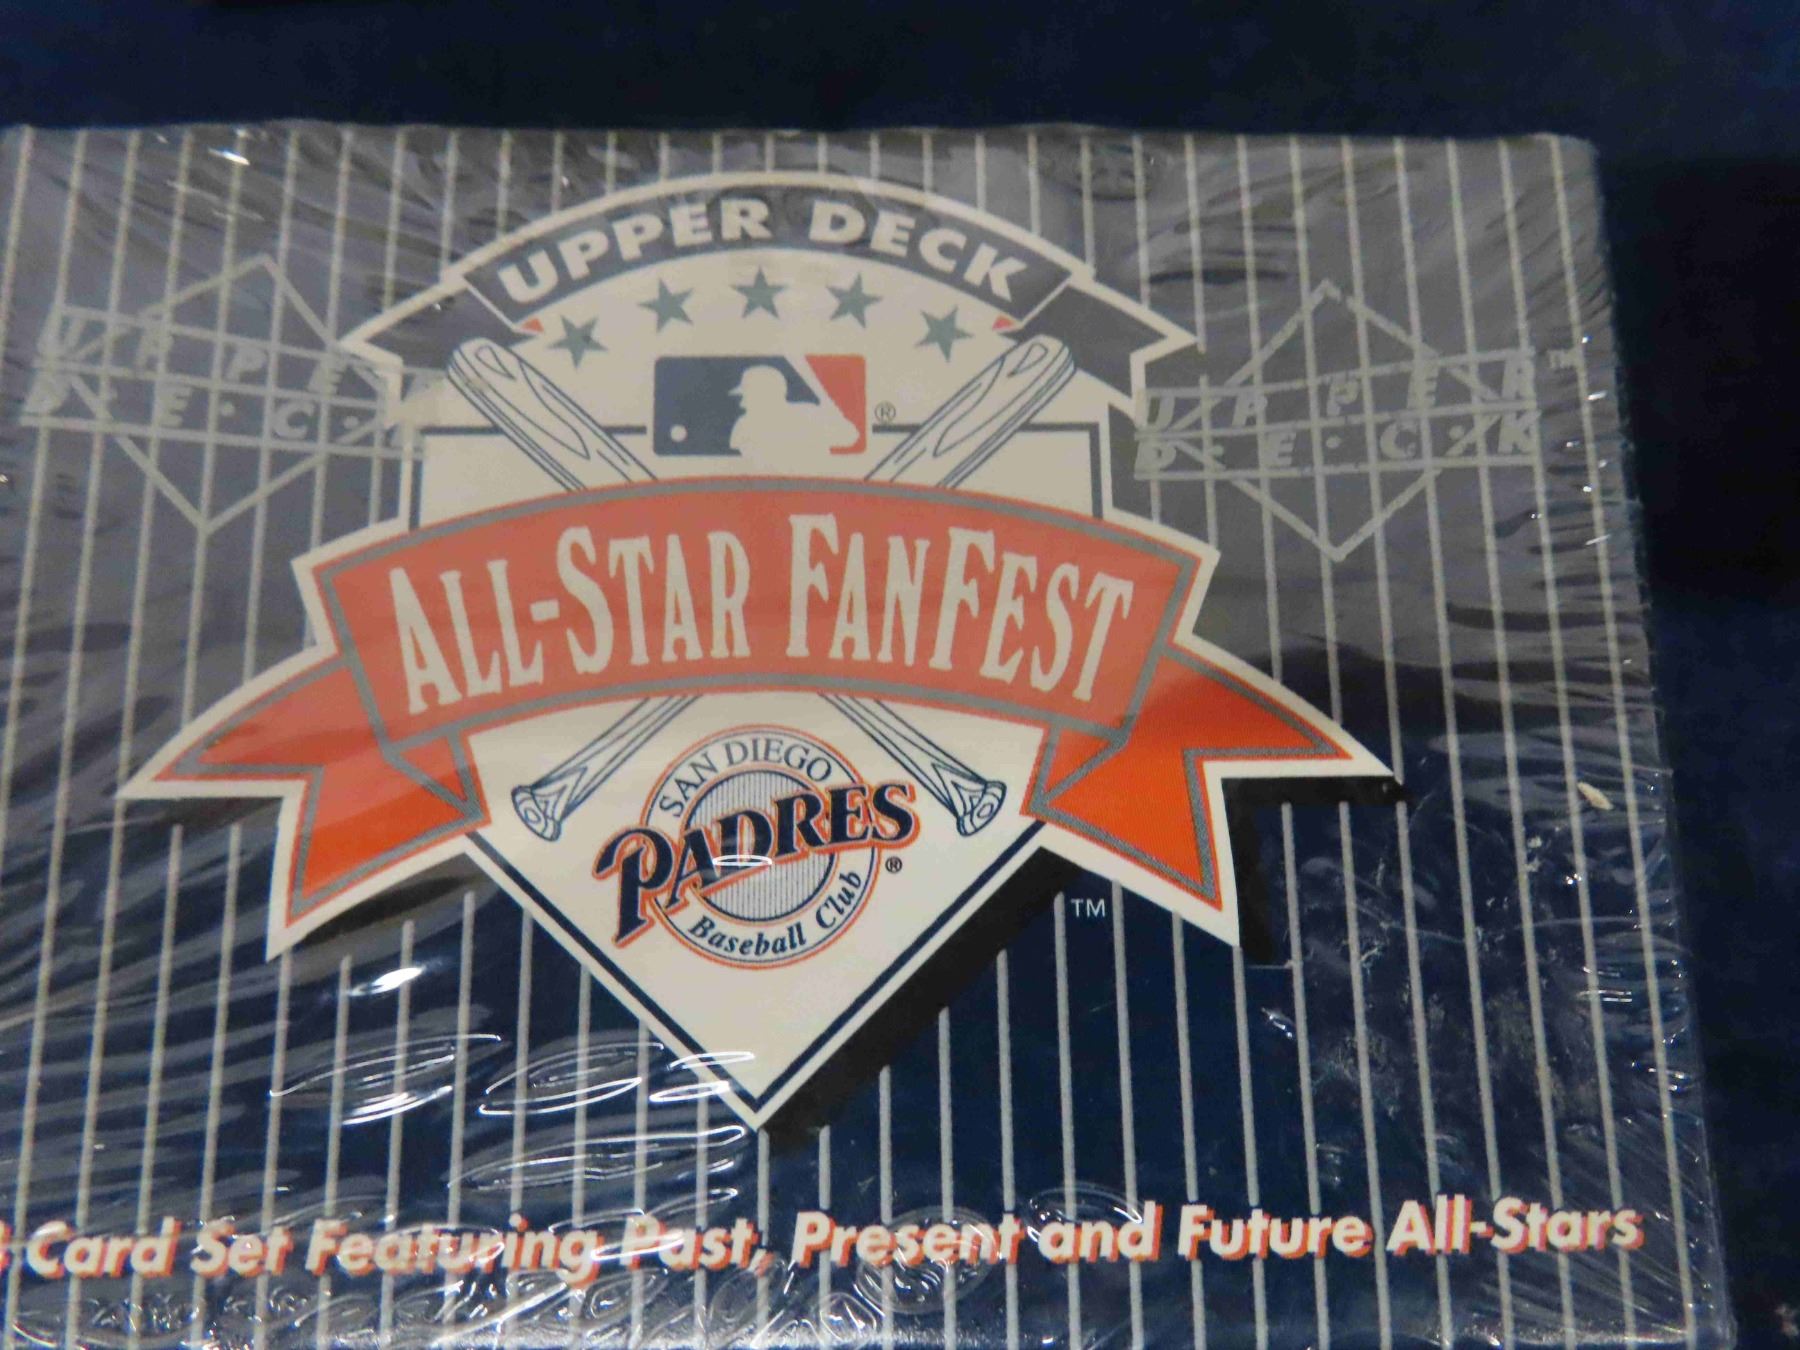 UPPER DECK
UPPER
DECK
UPPER™
DECK
®
ALL-STAR FANFEST
SAN DIEGO
PADRES
®
Baseball Club
TM
Card Set Featuring Past, Present and Future All-Stars